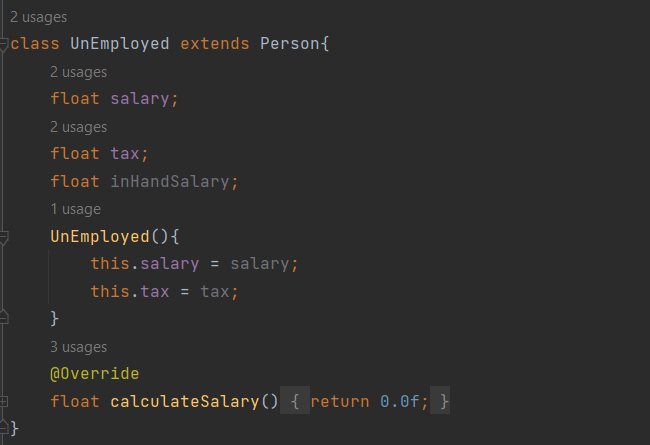 2 usages
class UnEmployed extends Person{
2 usages
float salary;
2 usages
float tax;
float inHandSalary;
1 usage
UnEmployed(){
this.salary = salary;
this.tax = tax;
}
3 usages
@Override
float calculateSalary() { return 0.0f; }
}